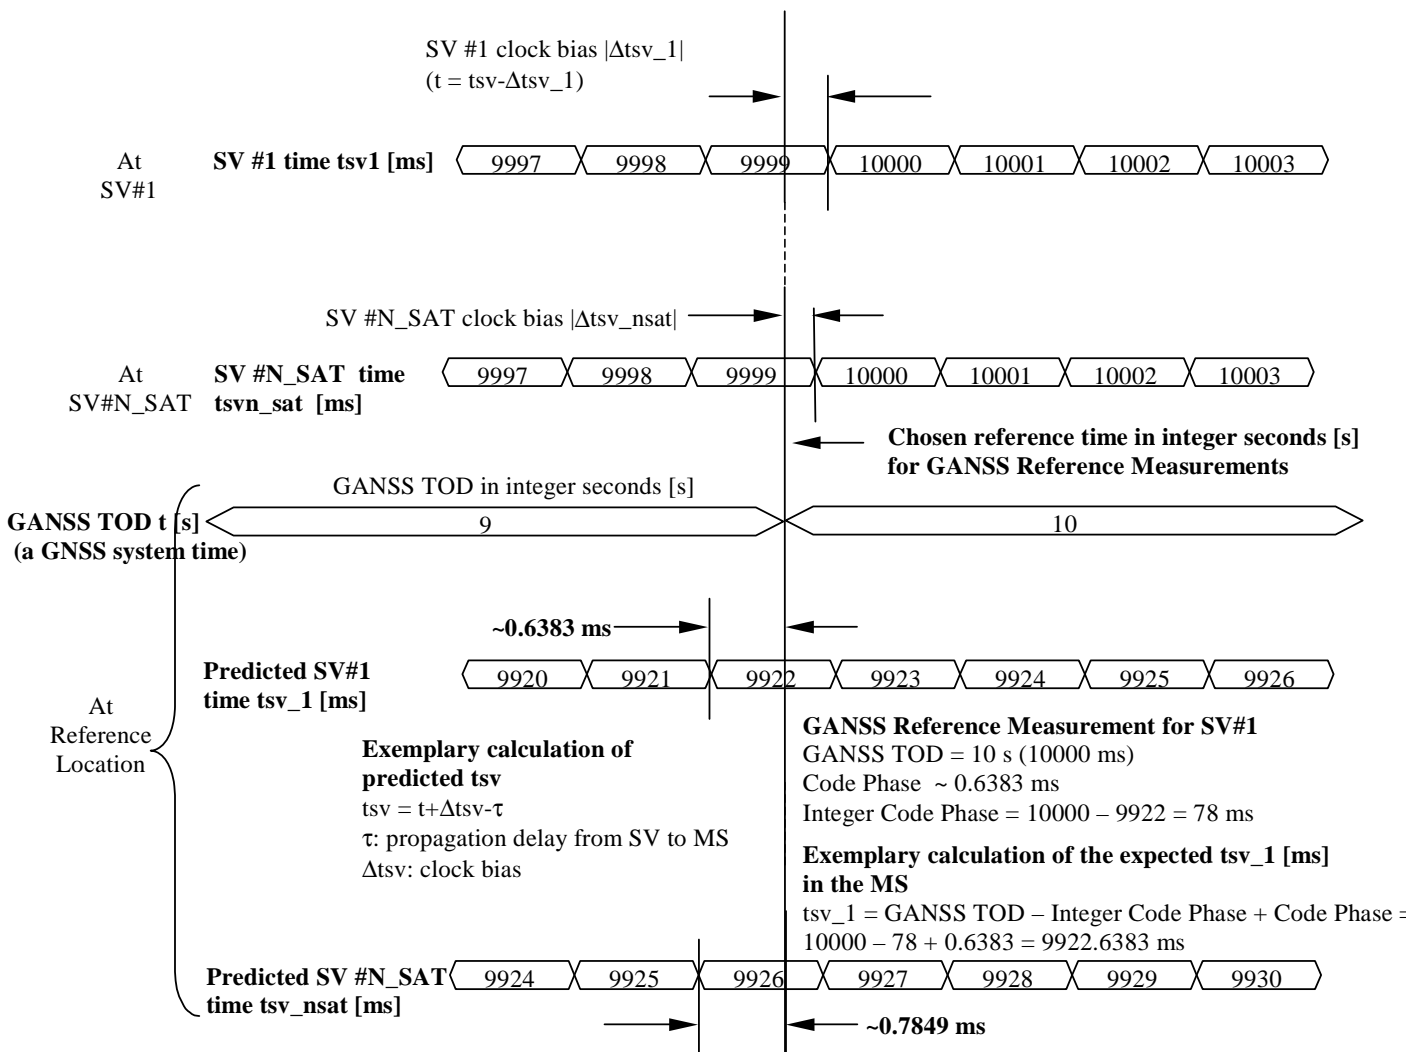 SV #1 clock bias |Δtsv_1|
(t = tsv-Δtsv_1)
At
SV#1
SV #1 time tsv1 [ms]
9997 9998 9999 10000 10001 10002 10003
SV #N_SAT clock bias |Δtsv_nsat|
At
SV#N_SAT
SV #N_SAT time
tsvn_sat [ms]
9997 9998 9999 10000 10001 10002 10003
Chosen reference time in integer seconds [s]
for GANSS Reference Measurements
GANSS TOD in integer seconds [s]
GANSS TOD t [s]
(a GNSS system time)
9 10
~0.6383 ms
Predicted SV#1
time tsv_1 [ms]
9920 9921 9922 9923 9924 9925 9926
At
Reference
Location
Exemplary calculation of
predicted tsv
tsv = t+Δtsv-τ
τ: propagation delay from SV to MS
Δtsv: clock bias
GANSS Reference Measurement for SV#1
GANSS TOD = 10 s (10000 ms)
Code Phase ~ 0.6383 ms
Integer Code Phase = 10000 – 9922 = 78 ms
Exemplary calculation of the expected tsv_1 [ms]
in the MS
tsv_1 = GANSS TOD – Integer Code Phase + Code Phase =
10000 – 78 + 0.6383 = 9922.6383 ms
Predicted SV #N_SAT
time tsv_nsat [ms]
9924 9925 9926 9927 9928 9929 9930
~0.7849 ms